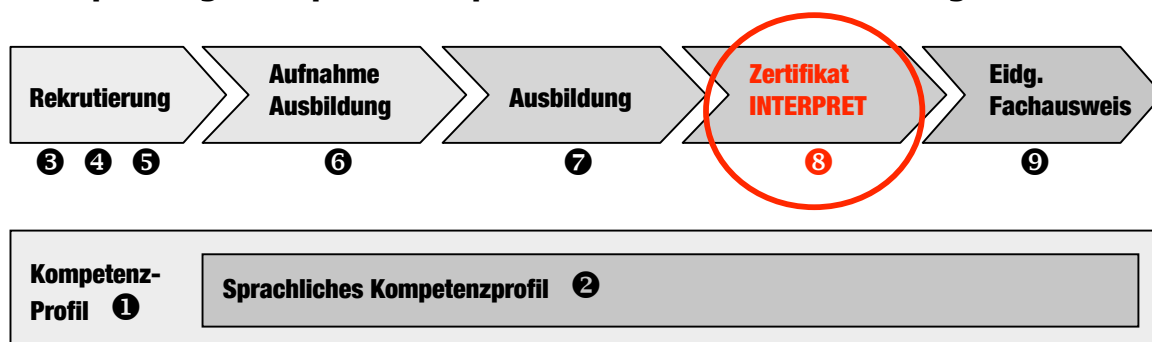 Rekrutierung
Aufnahme
Ausbildung
Ausbildung
Zertifikat
INTERPRET
Eidg.
Fachausweis
❸ ❹ ❺
❻
❼
❽
❾
Kompetenz-
Profil ❶
Sprachliches Kompetenzprofil ❷